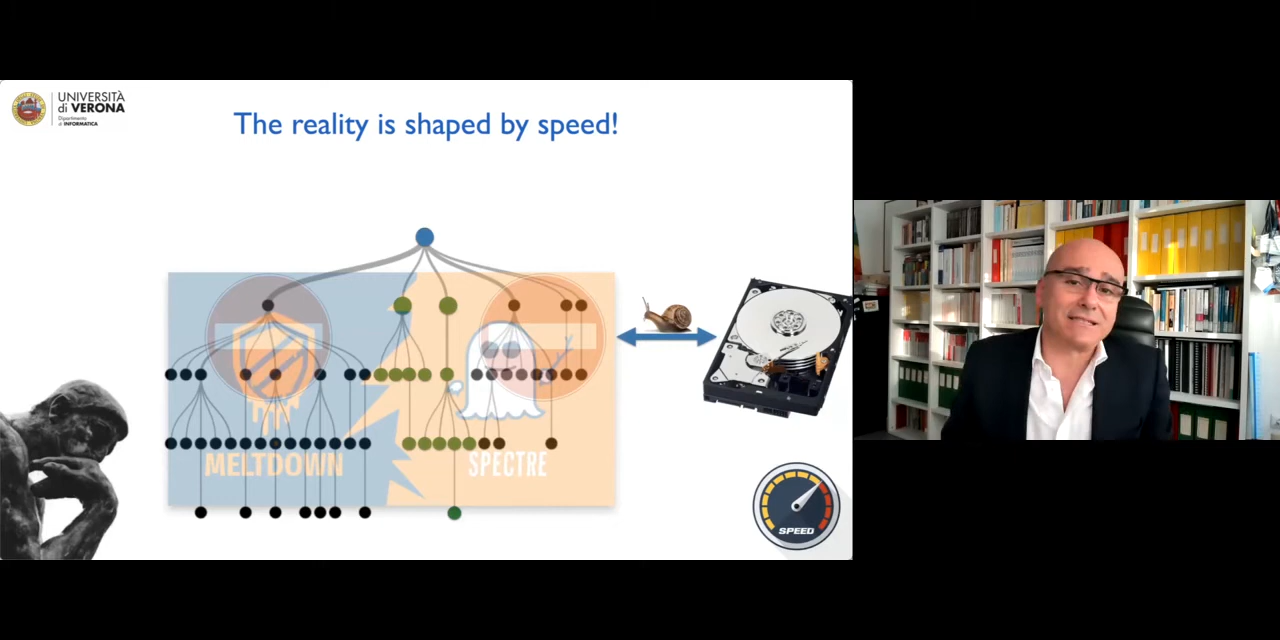 UNIVERSITÀ
di VERONA
Dipartimento
di INFORMATICA
The reality is shaped by speed!
MELTDOWN
SPECTRE
SPEED